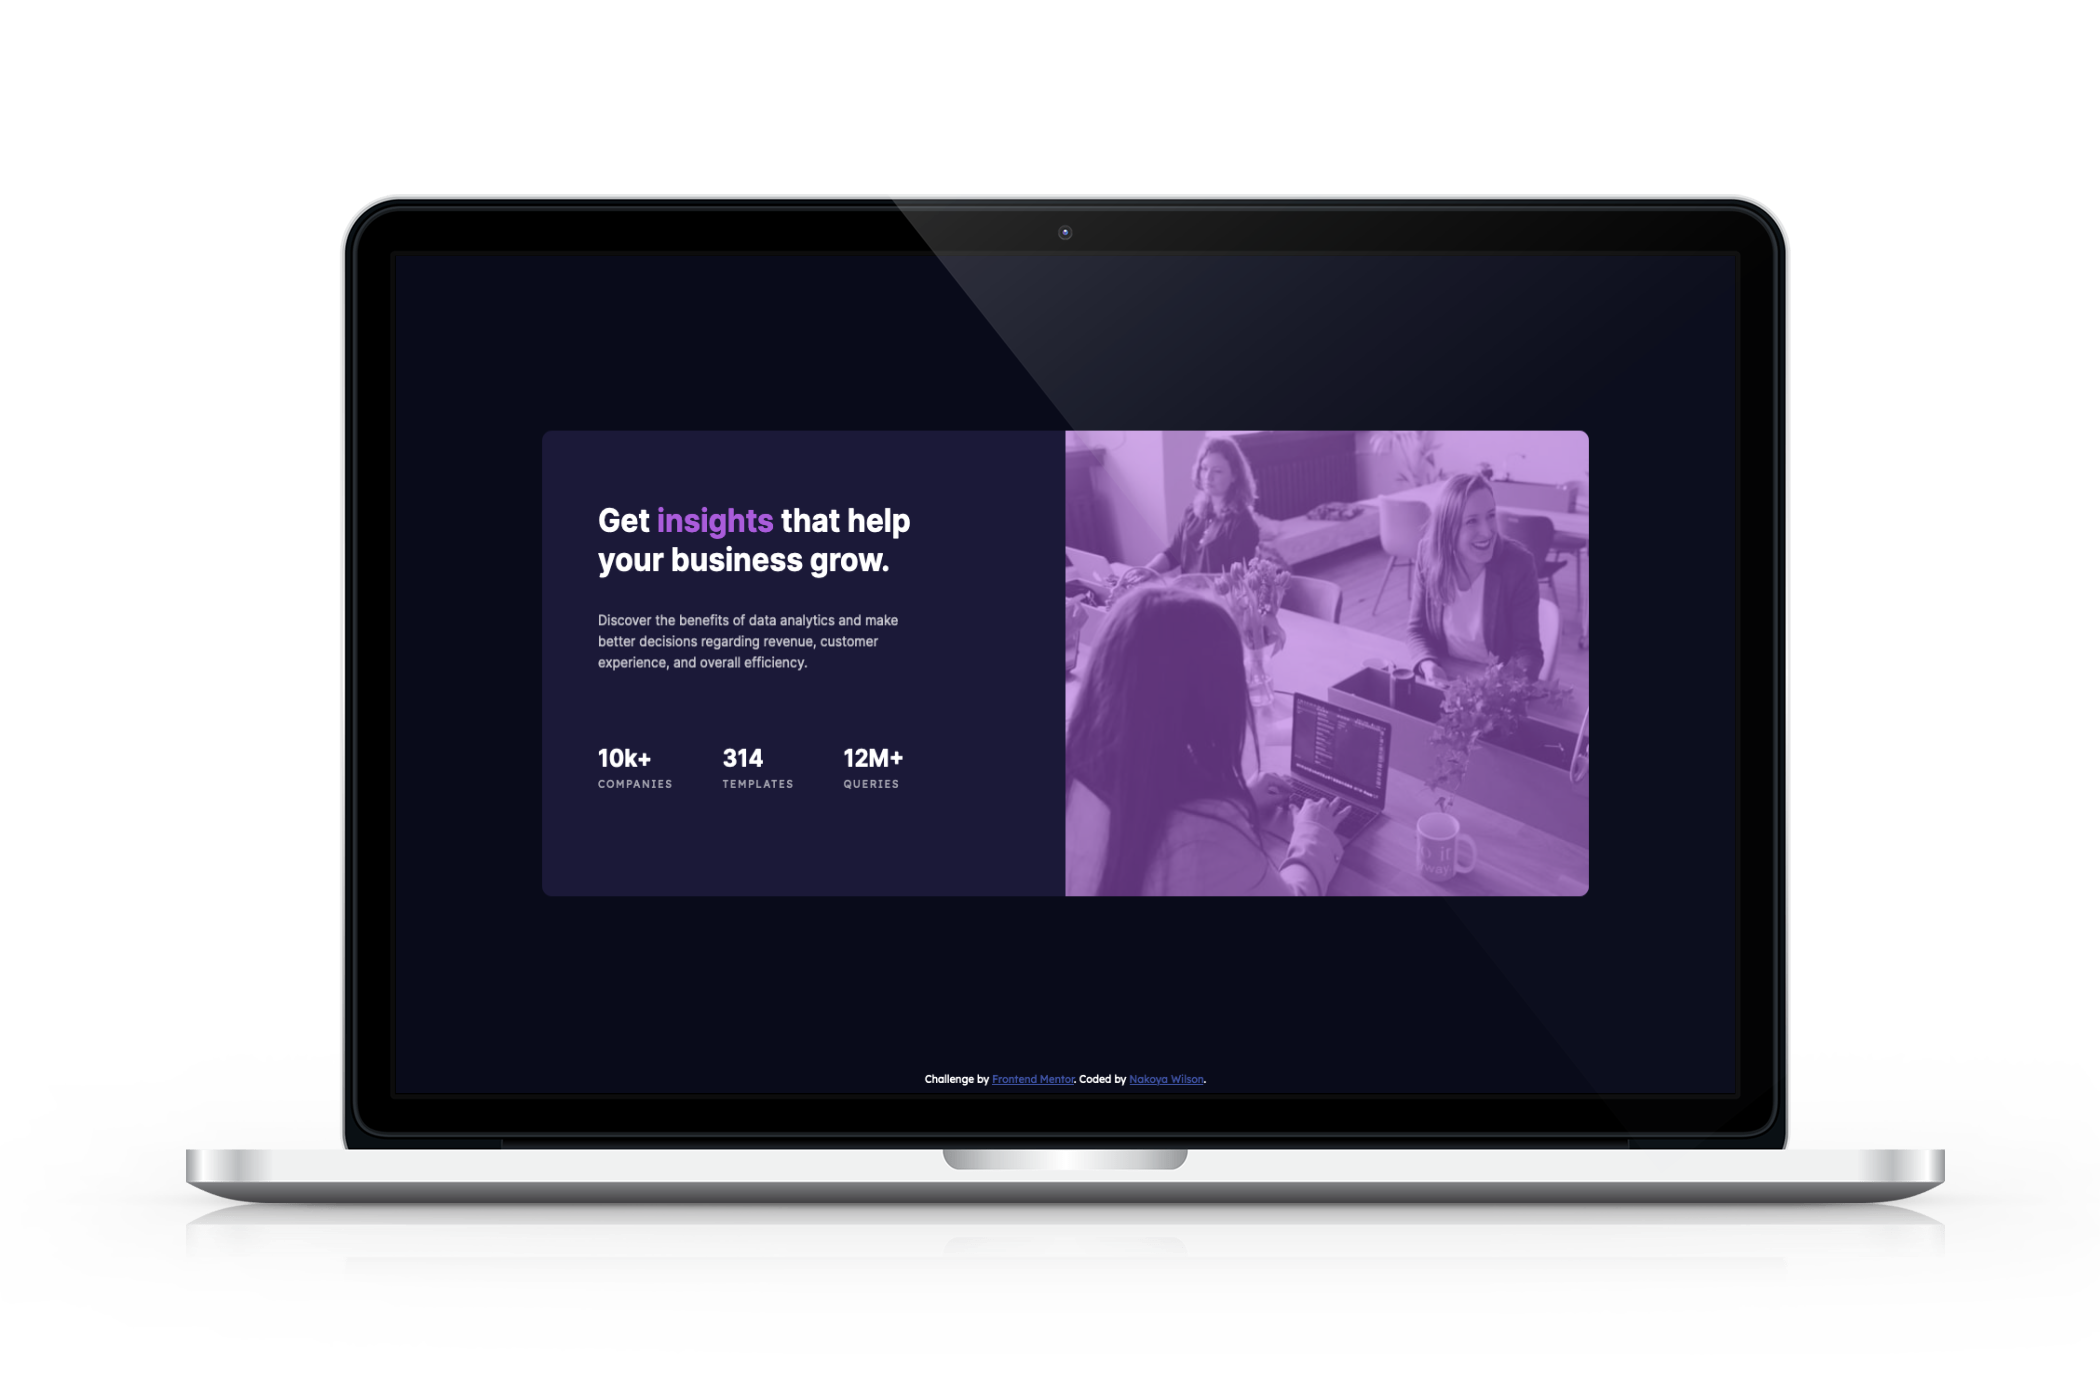 Get insights that help
your business grow.
Discover the benefits of data analytics and make
better decisions regarding revenue, customer
experience, and overall efficiency.
10k+ 314 12M+
COMPANIES TEMPLATES QUERIES
Challenge by Frontend Mentor. Coded by Nakoya Wilson.